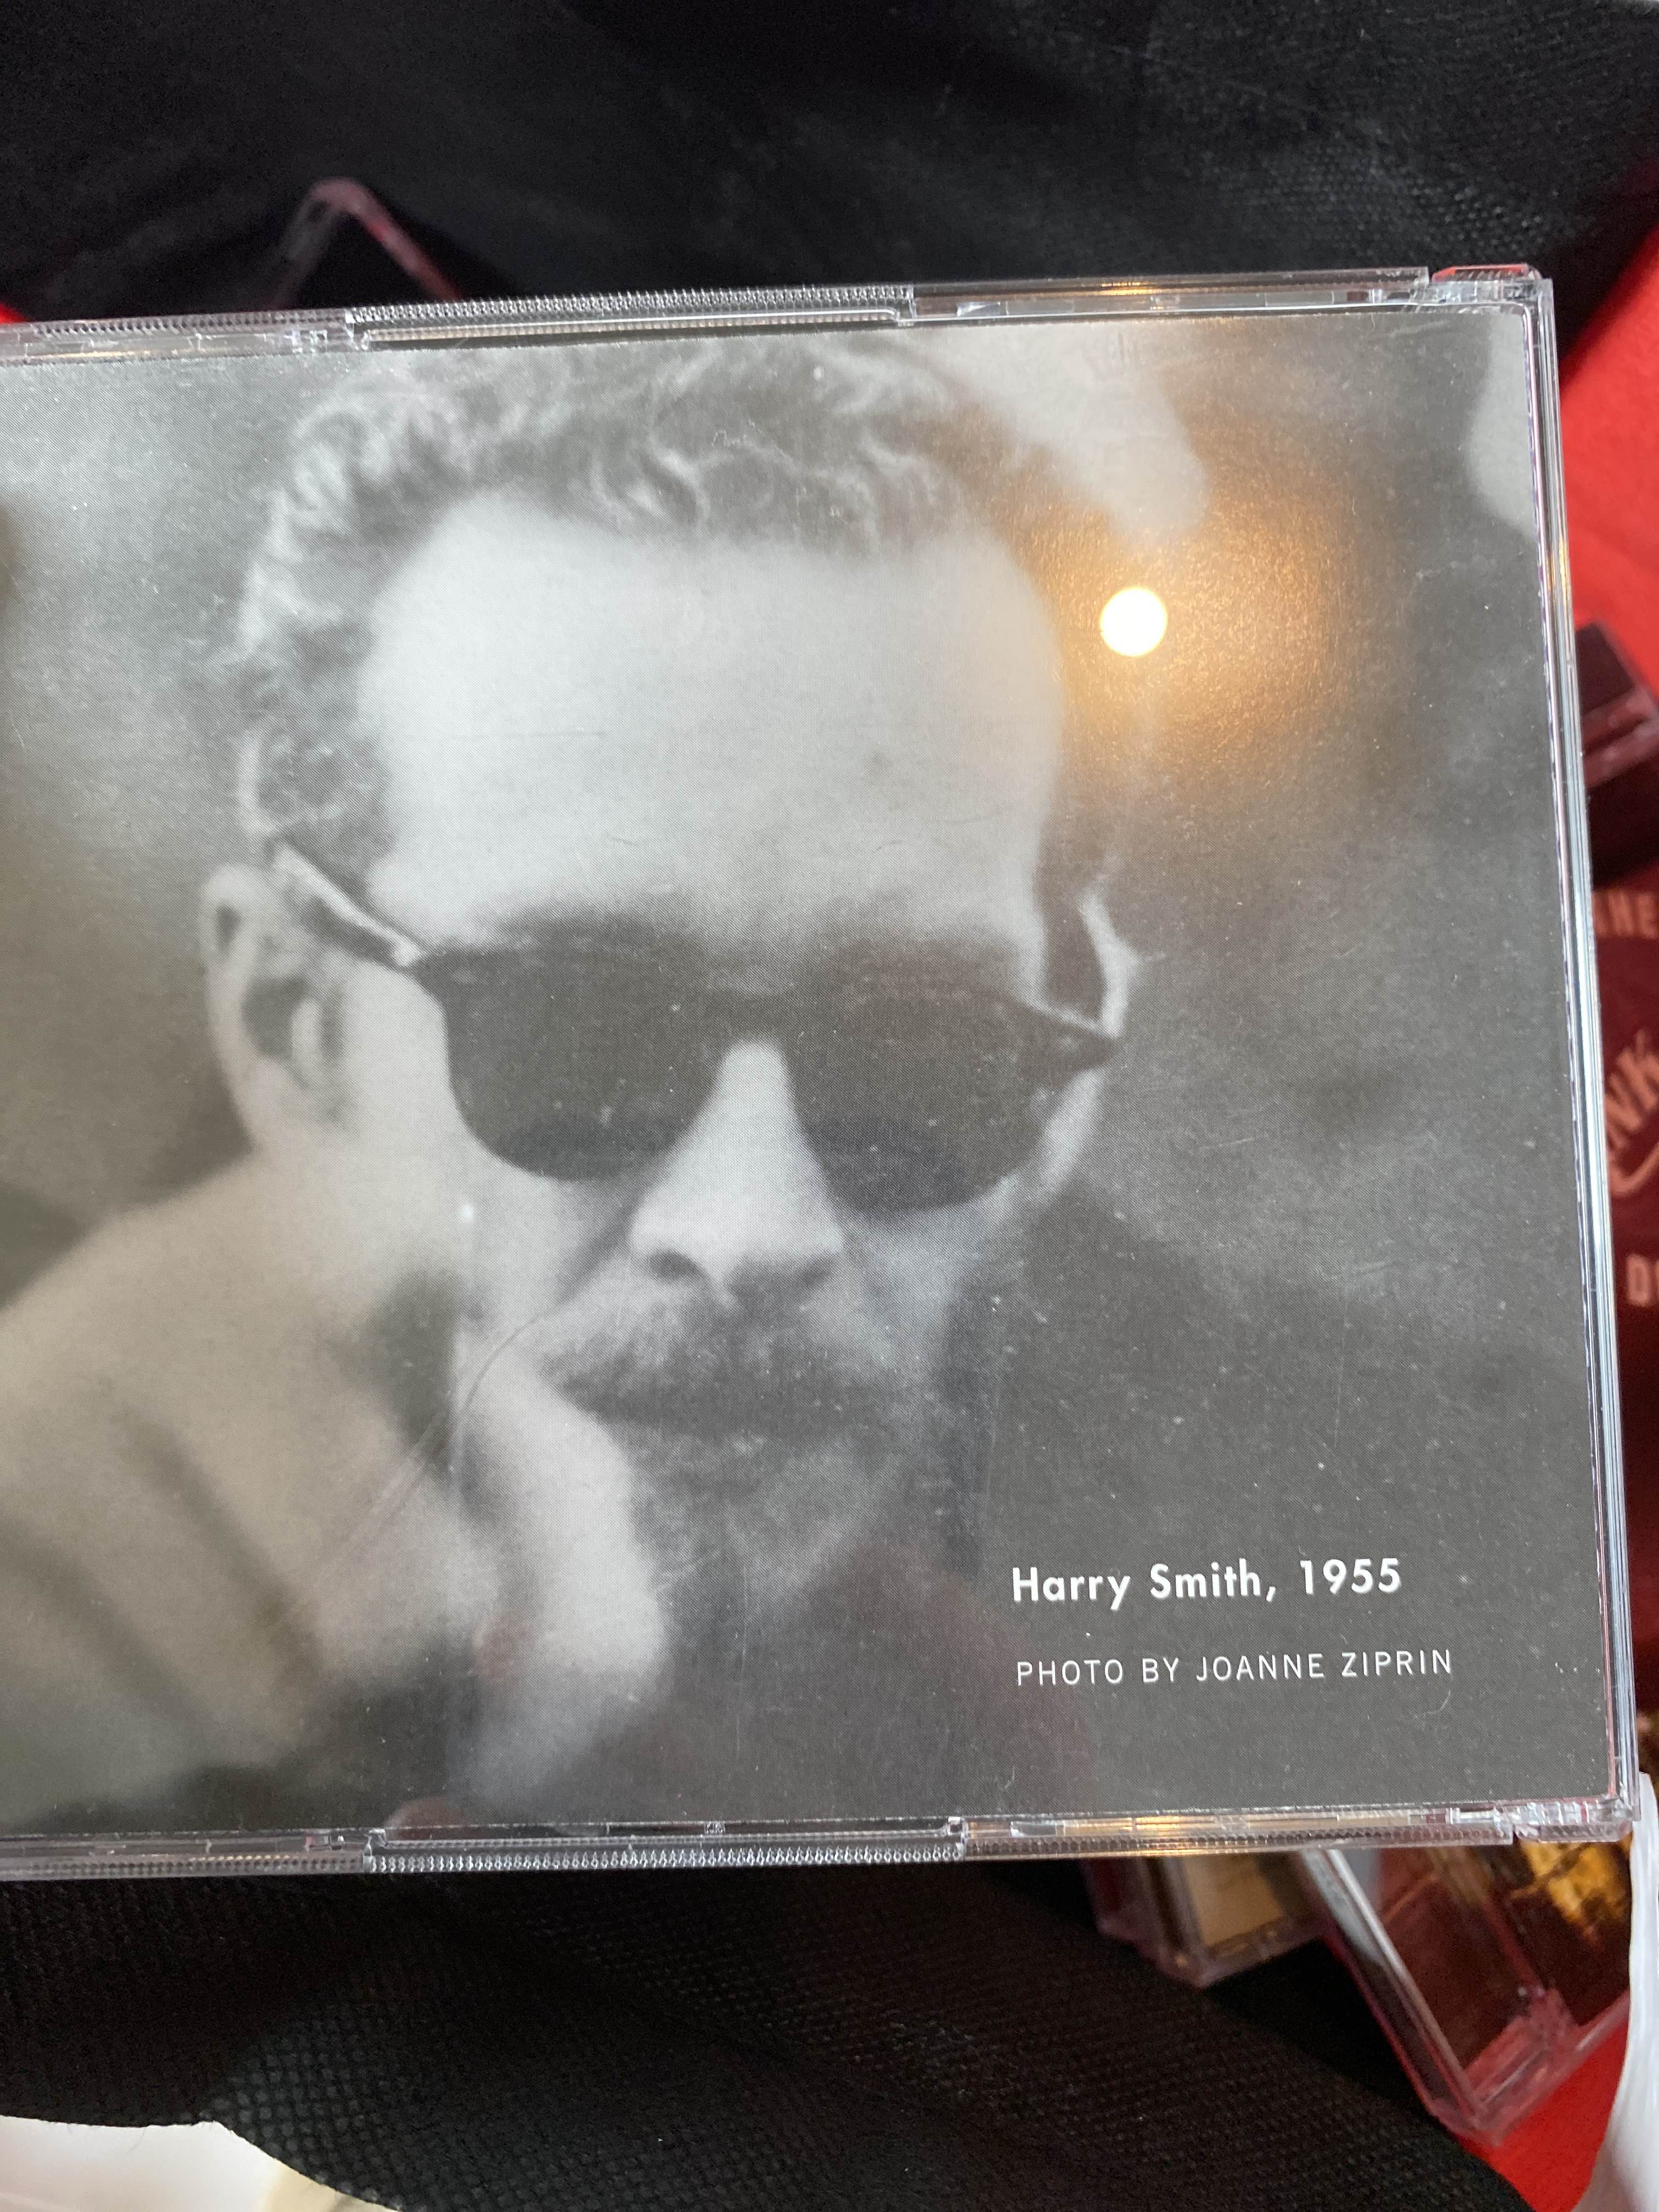 Harry Smith, 1955
PHOTO BY JOANNE ZIPRIN